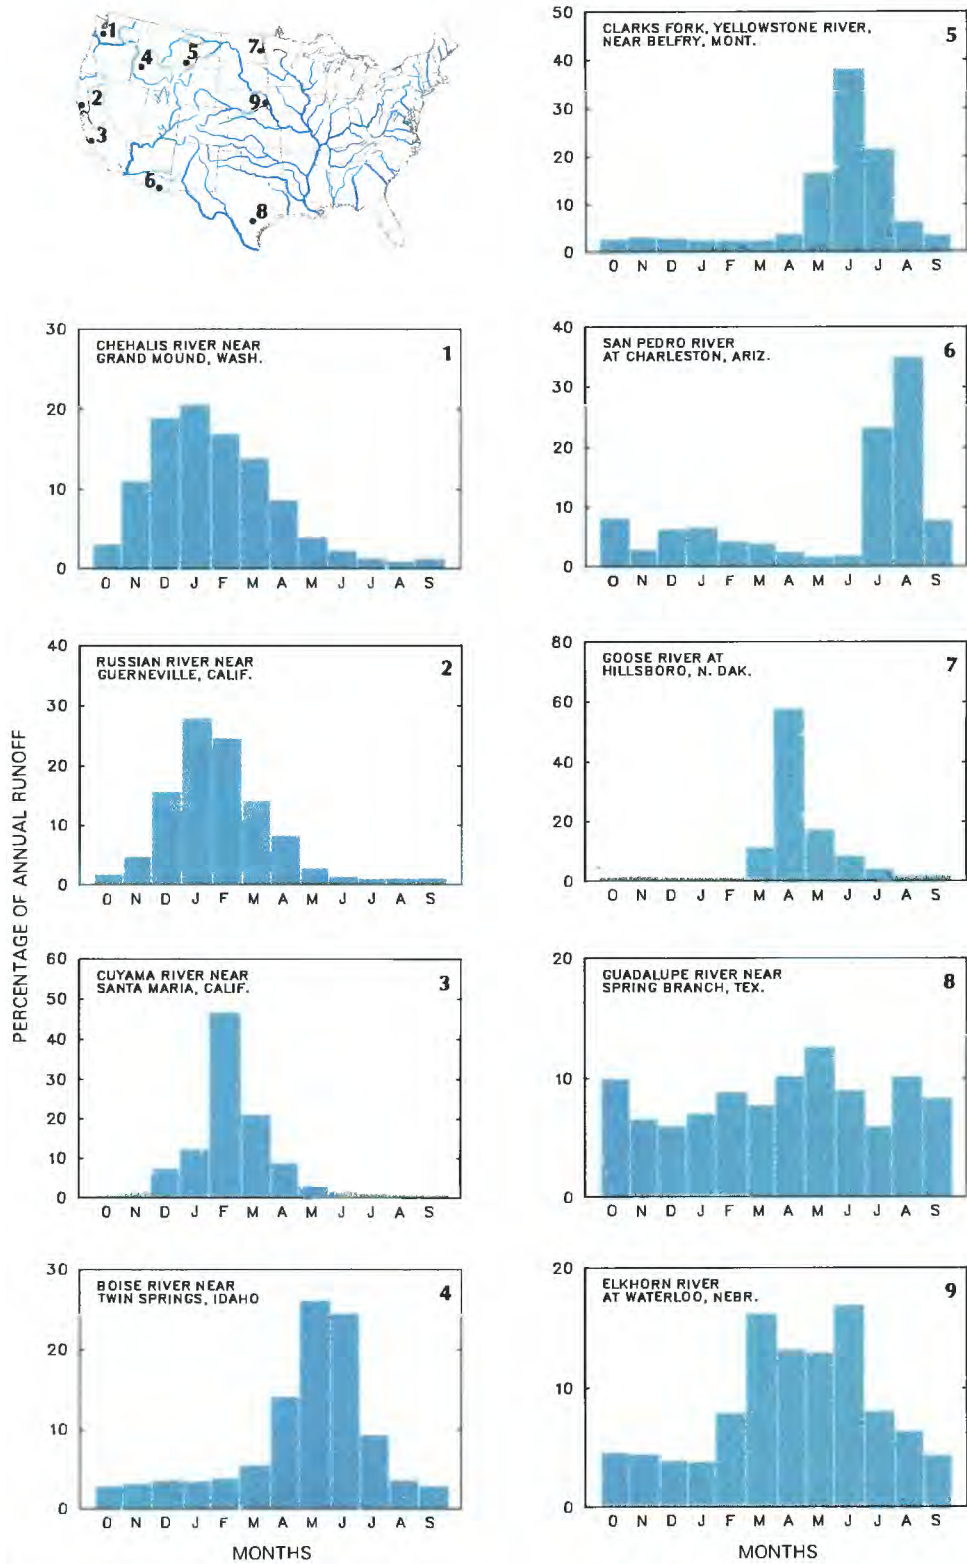 1
2
3
4
5
6
7
8
9
PERCENTAGE OF ANNUAL RUNOFF
CHEHALIS RIVER NEAR
GRAND MOUND, WASH.
1
30
20
10
0
O N D J F M A M J J A S
RUSSIAN RIVER NEAR
GUERNEVILLE, CALIF.
2
40
30
20
10
0
O N D J F M A M J J A S
CUYAMA RIVER NEAR
SANTA MARIA, CALIF.
3
60
50
40
30
20
10
0
O N D J F M A M J J A S
BOISE RIVER NEAR
TWIN SPRINGS, IDAHO
4
30
20
10
0
O N D J F M A M J J A S
MONTHS
CLARKS FORK, YELLOWSTONE RIVER,
NEAR BELFRY, MONT.
5
50
40
30
20
10
0
O N D J F M A M J J A S
SAN PEDRO RIVER
AT CHARLESTON, ARIZ.
6
40
30
20
10
0
O N D J F M A M J J A S
GOOSE RIVER AT
HILLSBORO, N. DAK.
7
80
60
40
20
0
O N D J F M A M J J A S
GUADALUPE RIVER NEAR
SPRING BRANCH, TEX.
8
20
10
0
O N D J F M A M J J A S
ELKHORN RIVER
AT WATERLOO, NEBR.
9
20
10
0
O N D J F M A M J J A S
MONTHS